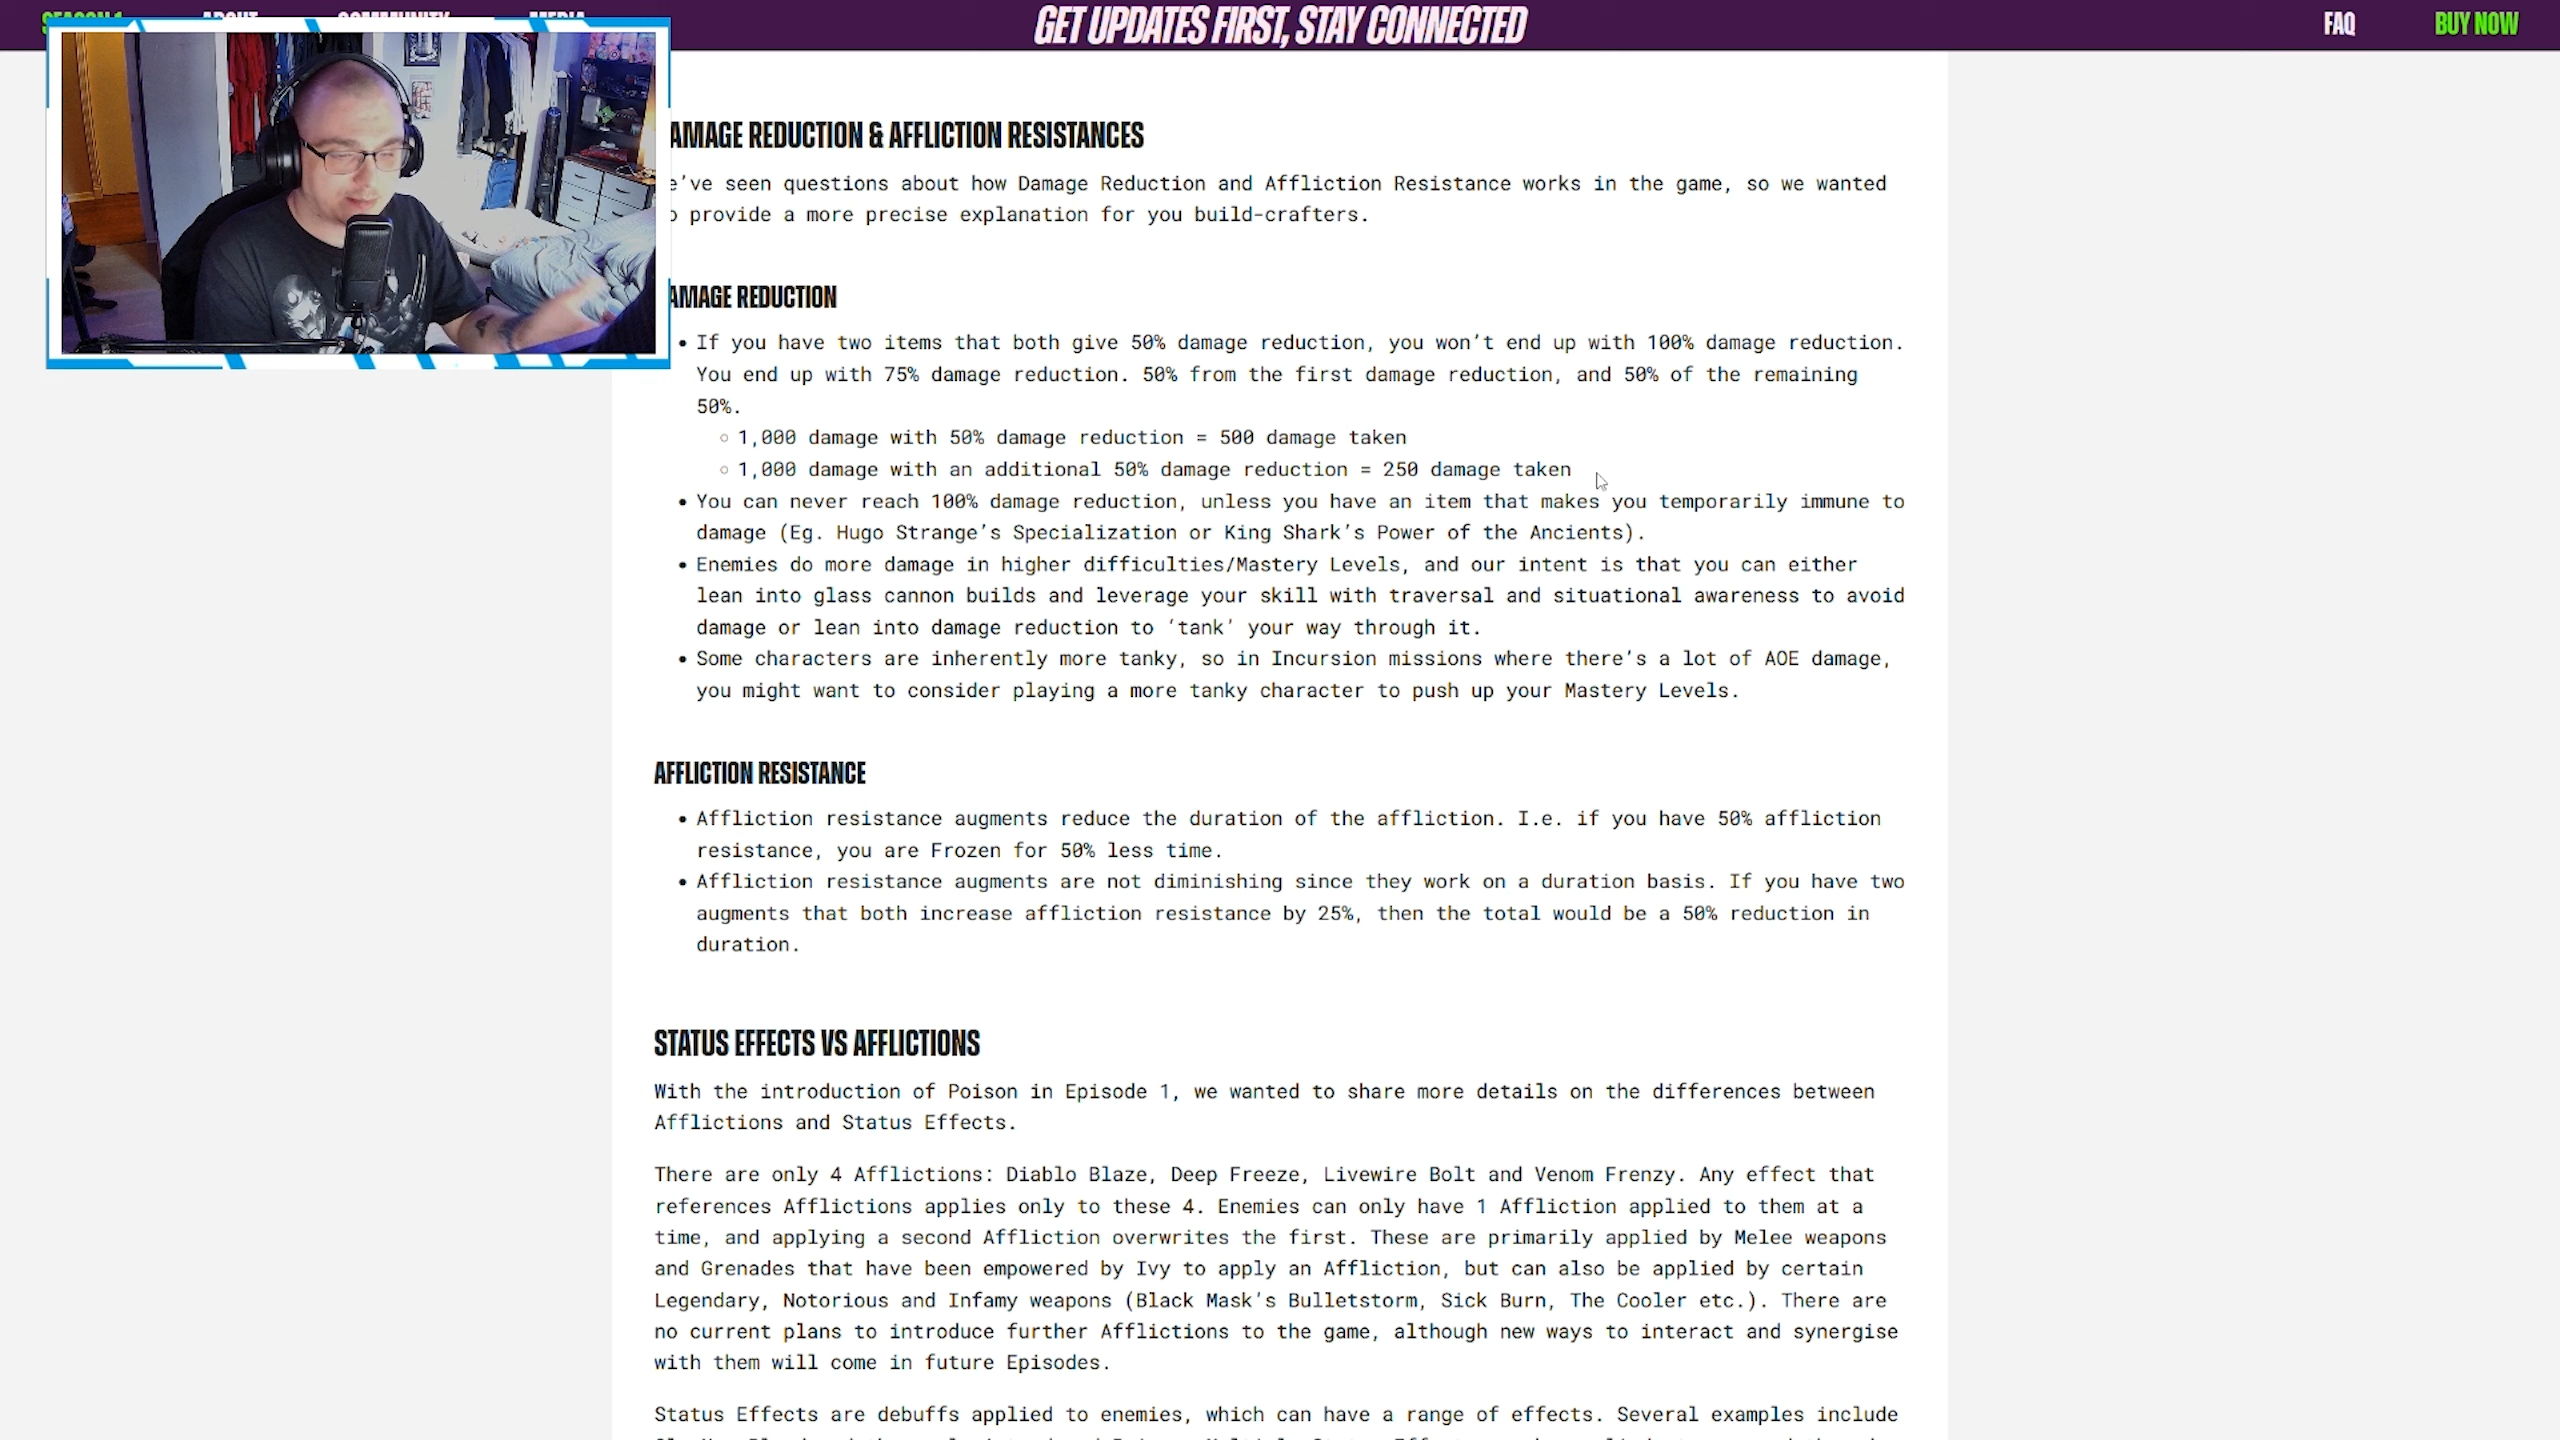 GET UPDATES FIRST, STAY CONNECTED
FAQ
BUY NOW
AMAGE REDUCTION & AFFLICTION RESISTANCES
e've seen questions about how Damage Reduction and Affliction Resistance works in the game, so we wanted
o provide a more precise explanation for you build-crafters.
AMAGE REDUCTION
• If you have two items that both give 50% damage reduction, you won't end up with 100% damage reduction.
You end up with 75% damage reduction. 50% from the first damage reduction, and 50% of the remaining
50%.
○ 1,000 damage with 50% damage reduction = 500 damage taken
○ 1,000 damage with an additional 50% damage reduction = 250 damage taken
• You can never reach 100% damage reduction, unless you have an item that makes you temporarily immune to
damage (Eg. Hugo Strange's Specialization or King Shark's Power of the Ancients).
• Enemies do more damage in higher difficulties/Mastery Levels, and our intent is that you can either
lean into glass cannon builds and leverage your skill with traversal and situational awareness to avoid
damage or lean into damage reduction to ‘tank’ your way through it.
• Some characters are inherently more tanky, so in Incursion missions where there's a lot of AOE damage,
you might want to consider playing a more tanky character to push up your Mastery Levels.
AFFLICTION RESISTANCE
• Affliction resistance augments reduce the duration of the affliction. I.e. if you have 50% affliction
resistance, you are Frozen for 50% less time.
• Affliction resistance augments are not diminishing since they work on a duration basis. If you have two
augments that both increase affliction resistance by 25%, then the total would be a 50% reduction in
duration.
STATUS EFFECTS VS AFFLICTIONS
With the introduction of Poison in Episode 1, we wanted to share more details on the differences between
Afflictions and Status Effects.
There are only 4 Afflictions: Diablo Blaze, Deep Freeze, Livewire Bolt and Venom Frenzy. Any effect that
references Afflictions applies only to these 4. Enemies can only have 1 Affliction applied to them at a
time, and applying a second Affliction overwrites the first. These are primarily applied by Melee weapons
and Grenades that have been empowered by Ivy to apply an Affliction, but can also be applied by certain
Legendary, Notorious and Infamy weapons (Black Mask's Bulletstorm, Sick Burn, The Cooler etc.). There are
no current plans to introduce further Afflictions to the game, although new ways to interact and synergise
with them will come in future Episodes.
Status Effects are debuffs applied to enemies, which can have a range of effects. Several examples include